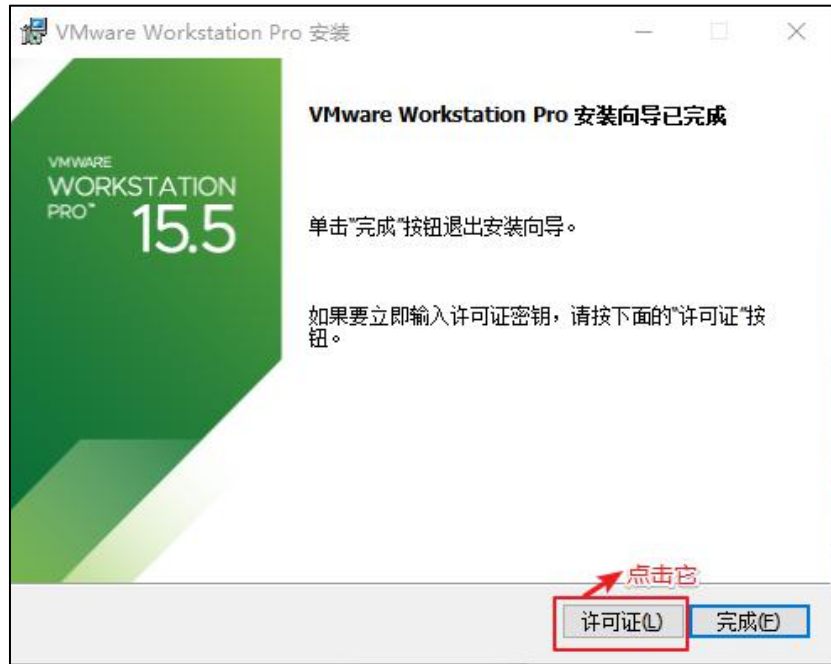 VMware Workstation Pro 安装
VMware Workstation Pro 安装向导已完成
VMWARE
WORKSTATION
PRO™ 15.5
单击"完成"按钮退出安装向导。
如果要立即输入许可证密钥，请按下面的"许可证"按
钮。
点击它
许可证(L) 完成(F)